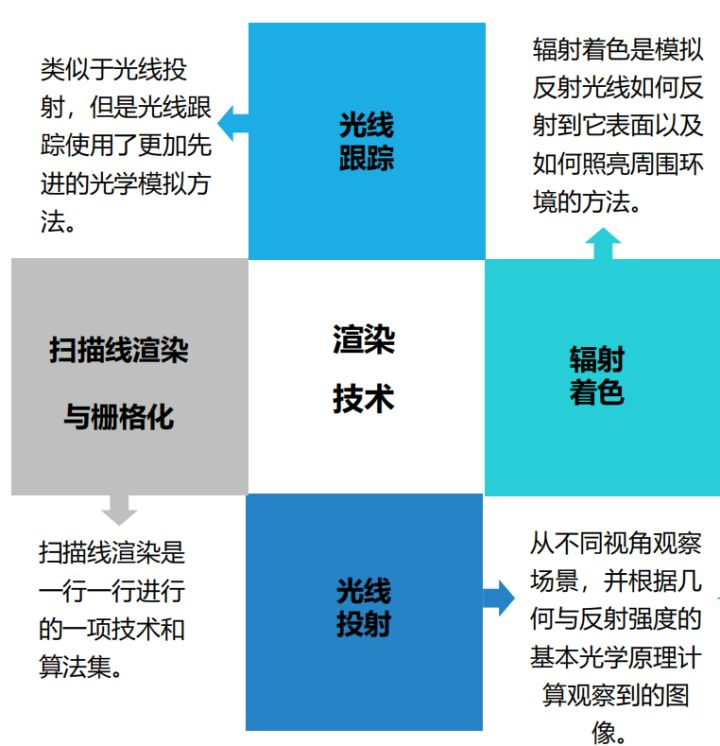 类似于光线投
射，但是光线跟
踪使用了更加先
进的光学模拟方
法。
光线
跟踪
辐射着色是模拟
反射光线如何反
射到它表面以及
如何照亮周围环
境的方法。
扫描线渲染
与栅格化
渲染
技术
辐射
着色
扫描线渲染是
一行一行进行
的一项技术和
算法集。
光线
投射
从不同视角观察
场景，并根据几
何与反射强度的
基本光学原理计
算观察到的图
像。